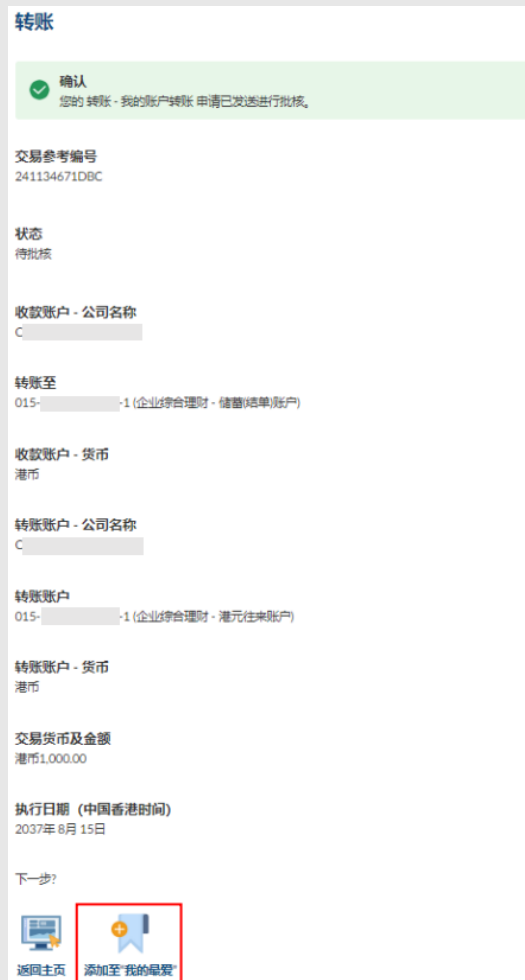 转账
确认
您的 转账 - 我的账户转账 申请已发送进行批核。
交易参考编号
241134671DBC
状态
待批核
收款账户 - 公司名称
C
转账至
015- -1 (企业综合理财 - 储蓄(结单)账户)
收款账户 - 货币
港币
转账账户 - 公司名称
C
转账账户
015- -1 (企业综合理财 - 港元往来账户)
转账账户 - 货币
港币
交易货币及金额
港币1,000.00
执行日期（中国香港时间）
2037年 8月 15日
下一步?
返回主页 添加至"我的最爱"